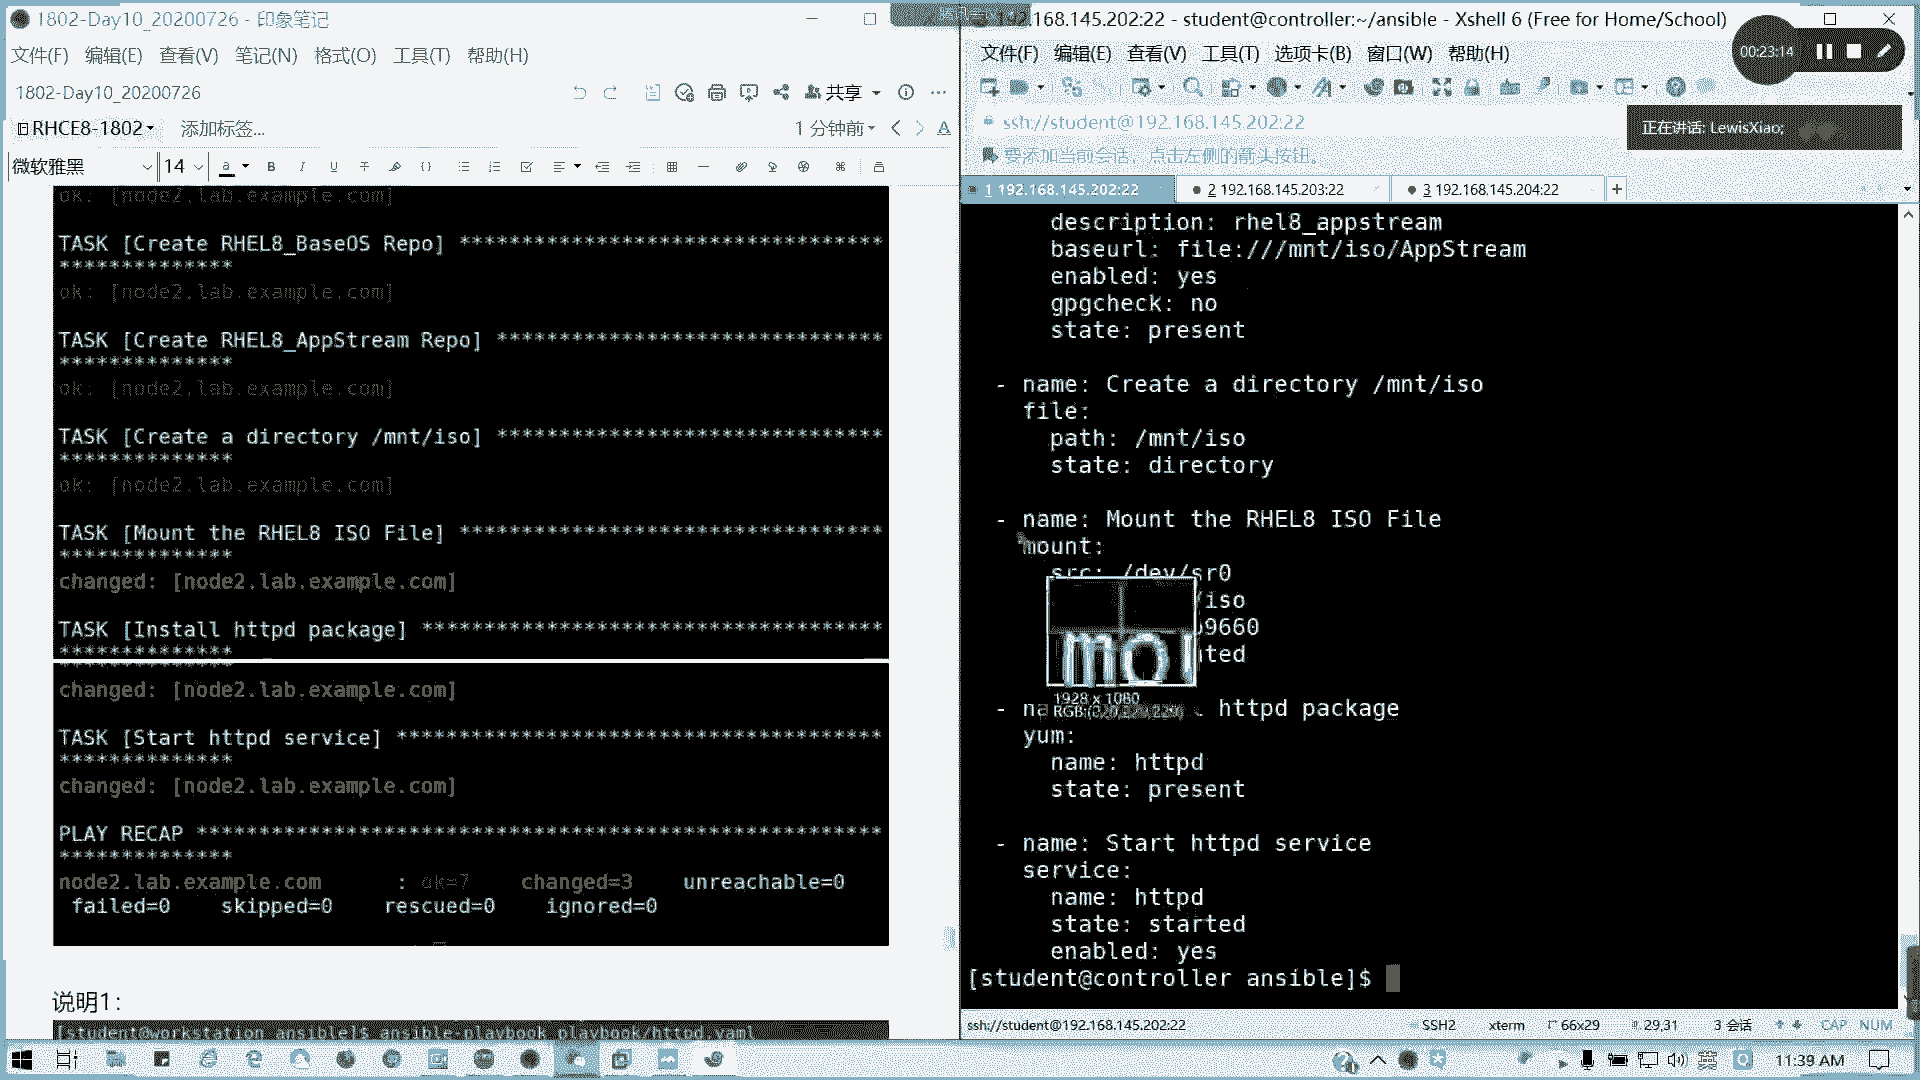 1802-Day10_20200726 - 印象笔记
文件(F) 编辑(E) 查看(V) 笔记(N) 格式(O) 工具(T) 帮助(H)
1802-Day10_20200726
共享
RHCE8-1802
添加标签...
1 分钟前
微软雅黑
14
ok: [node2.lab.example.com]
TASK [Create RHEL8_BaseOS Repo] **********************************
**************
ok: [node2.lab.example.com]
TASK [Create RHEL8_AppStream Repo] *******************************
**************
ok: [node2.lab.example.com]
TASK [Create a directory /mnt/iso] *******************************
**************
ok: [node2.lab.example.com]
TASK [Mount the RHEL8 ISO File] **********************************
**************
changed: [node2.lab.example.com]
TASK [Install httpd package] *************************************
**************
changed: [node2.lab.example.com]
TASK [Start httpd service] ***************************************
**************
changed: [node2.lab.example.com]
PLAY RECAP *******************************************************
**************
node2.lab.example.com : ok=7 changed=3 unreachable=0
failed=0 skipped=0 rescued=0 ignored=0
说明1：
[student@workstation ansible]$ ansible-playbook playbook/httpd.yaml
192.168.145.202:22 - student@controller:~/ansible - Xshell 6 (Free for Home/School)
文件(F) 编辑(E) 查看(V) 工具(T) 选项卡(B) 窗口(W) 帮助(H)
00:23:14
ssh://student@192.168.145.202:22
正在讲话: LewisXiao;
要添加当前会话，点击左侧的箭头按钮。
1 192.168.145.202:22
2 192.168.145.203:22
3 192.168.145.204:22
description: rhel8_appstream
baseurl: file:///mnt/iso/AppStream
enabled: yes
gpgcheck: no
state: present
- name: Create a directory /mnt/iso
file:
path: /mnt/iso
state: directory
- name: Mount the RHEL8 ISO File
mount:
src: /dev/sr0
/iso
9660
ted
mou
1928 x 1080
httpd package
yum:
name: httpd
state: present
- name: Start httpd service
service:
name: httpd
state: started
enabled: yes
[student@controller ansible]$
ssh://student@192.168.145.202:22
SSH2
xterm
66x29
29,31
3 会话
CAP NUM
英
11:39 AM